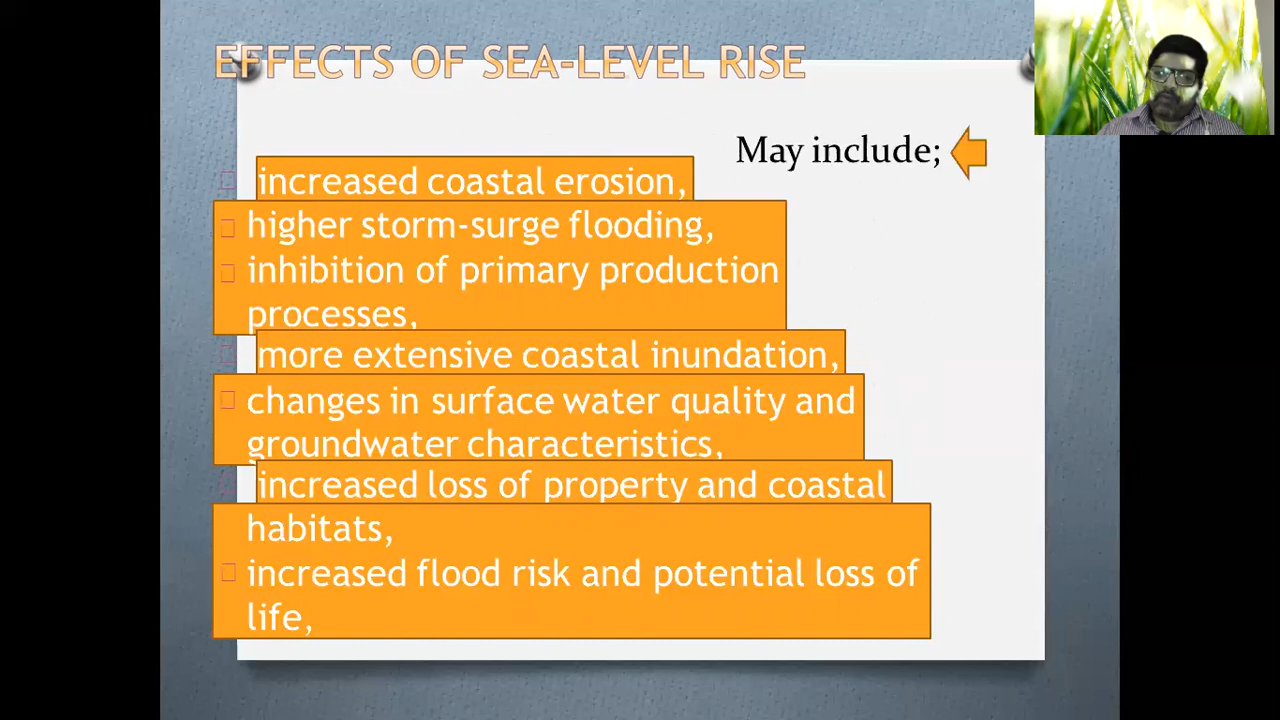 EFFECTS OF SEA-LEVEL RISE
May include;
increased coastal erosion,
higher storm-surge flooding,
inhibition of primary production
processes,
more extensive coastal inundation,
changes in surface water quality and
groundwater characteristics,
increased loss of property and coastal
habitats,
increased flood risk and potential loss of
life,